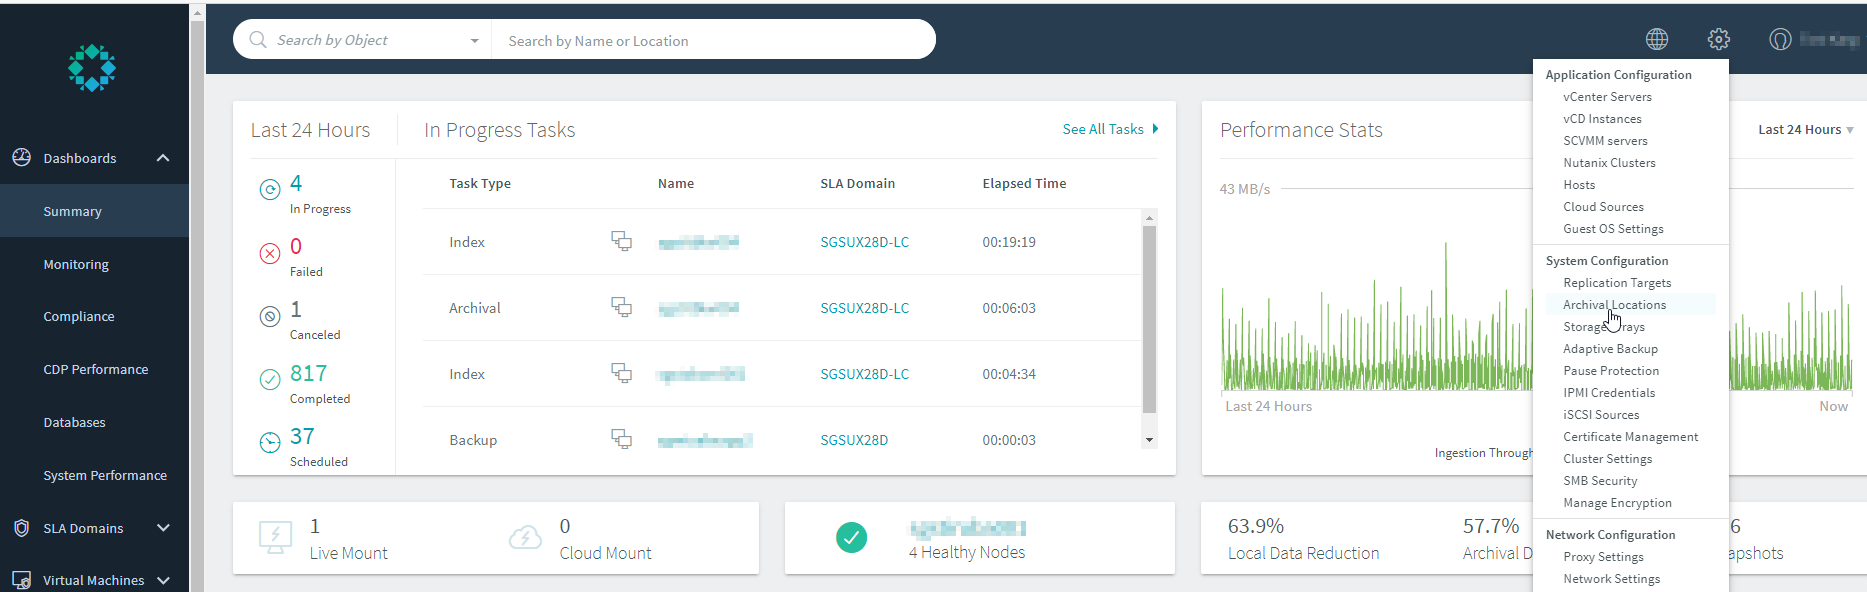 Search by Object
Search by Name or Location
Dashboards
Summary
Monitoring
Compliance
CDP Performance
Databases
System Performance
SLA Domains
Virtual Machines
Last 24 Hours
4
In Progress
0
Failed
1
Canceled
817
Completed
37
Scheduled
In Progress Tasks
See All Tasks
Task Type Name SLA Domain Elapsed Time
Index SGSUX28D-LC 00:19:19
Archival SGSUX28D-LC 00:06:03
Index SGSUX28D-LC 00:04:34
Backup SGSUX28D 00:00:03
Performance Stats
Last 24 Hours
43 MB/s
Last 24 Hours
Now
Ingestion Through
1
Live Mount
0
Cloud Mount
4 Healthy Nodes
63.9%
Local Data Reduction
57.7%
Archival D
6
apshots
Application Configuration
vCenter Servers
vCD Instances
SCVMM servers
Nutanix Clusters
Hosts
Cloud Sources
Guest OS Settings
System Configuration
Replication Targets
Archival Locations
Storage Arrays
Adaptive Backup
Pause Protection
IPMI Credentials
iSCSI Sources
Certificate Management
Cluster Settings
SMB Security
Manage Encryption
Network Configuration
Proxy Settings
Network Settings